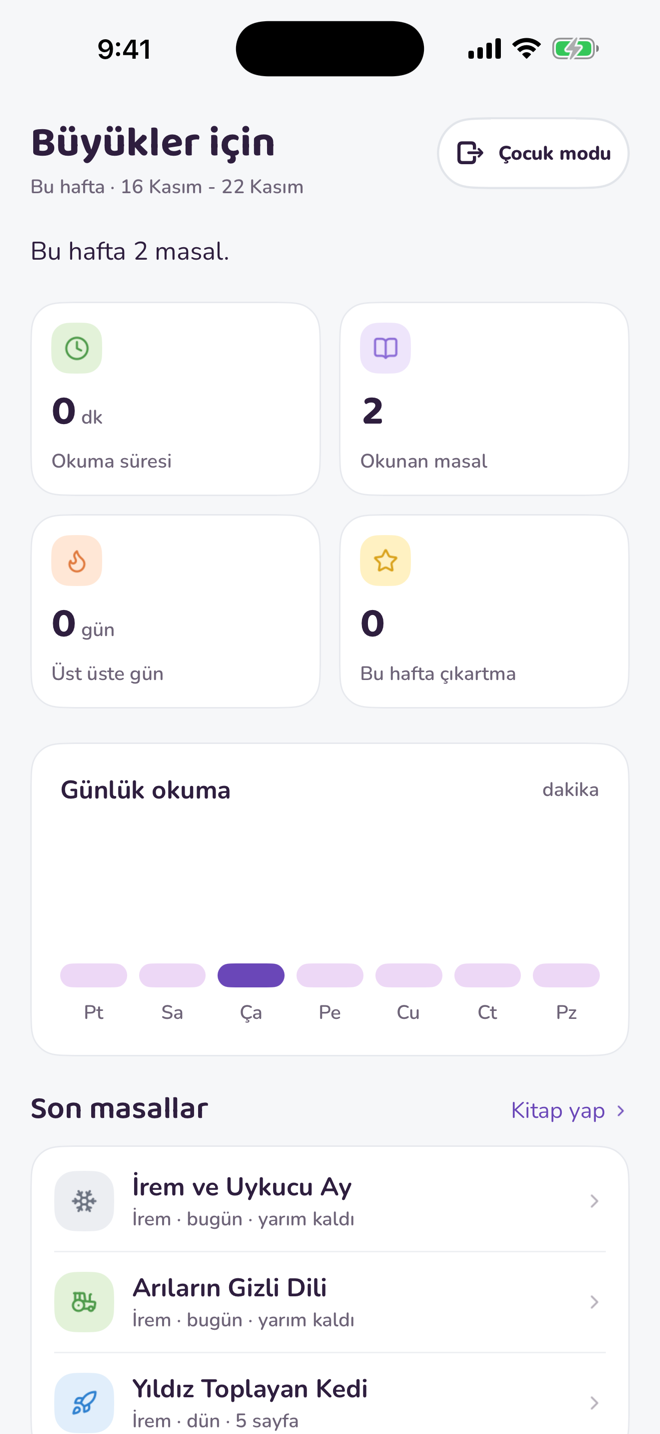 9:41
Büyükler için
Çocuk modu
Bu hafta · 16 Kasım - 22 Kasım
Bu hafta 2 masal.
0 dk
Okuma süresi
2
Okunan masal
0 gün
Üst üste gün
0
Bu hafta çıkartma
Günlük okuma
dakika
Pt Sa Ça Pe Cu Ct Pz
Son masallar
Kitap yap
İrem ve Uykucu Ay
İrem · bugün · yarım kaldı
Arıların Gizli Dili
İrem · bugün · yarım kaldı
Yıldız Toplayan Kedi
İrem · dün · 5 sayfa